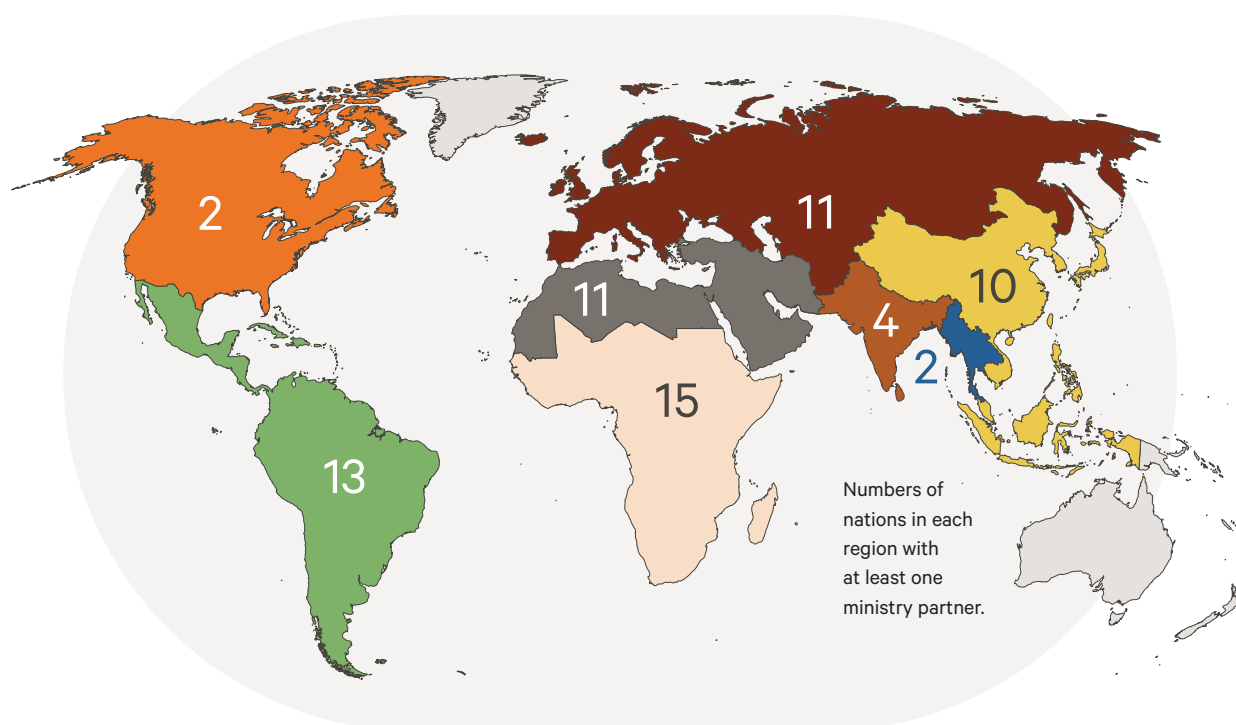 2
11
11
10
4
2
15
13
Numbers of
nations in each
region with
at least one
ministry partner.